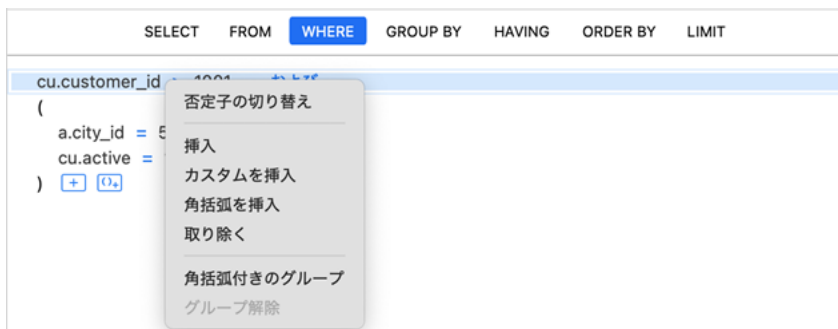 SELECT FROM WHERE GROUP BY HAVING ORDER BY LIMIT
cu.customer_id
(
a.city_id = 5
cu.active =
)
否定子の切り替え
挿入
カスタムを挿入
角括弧を挿入
取り除く
角括弧付きのグループ
グループ解除